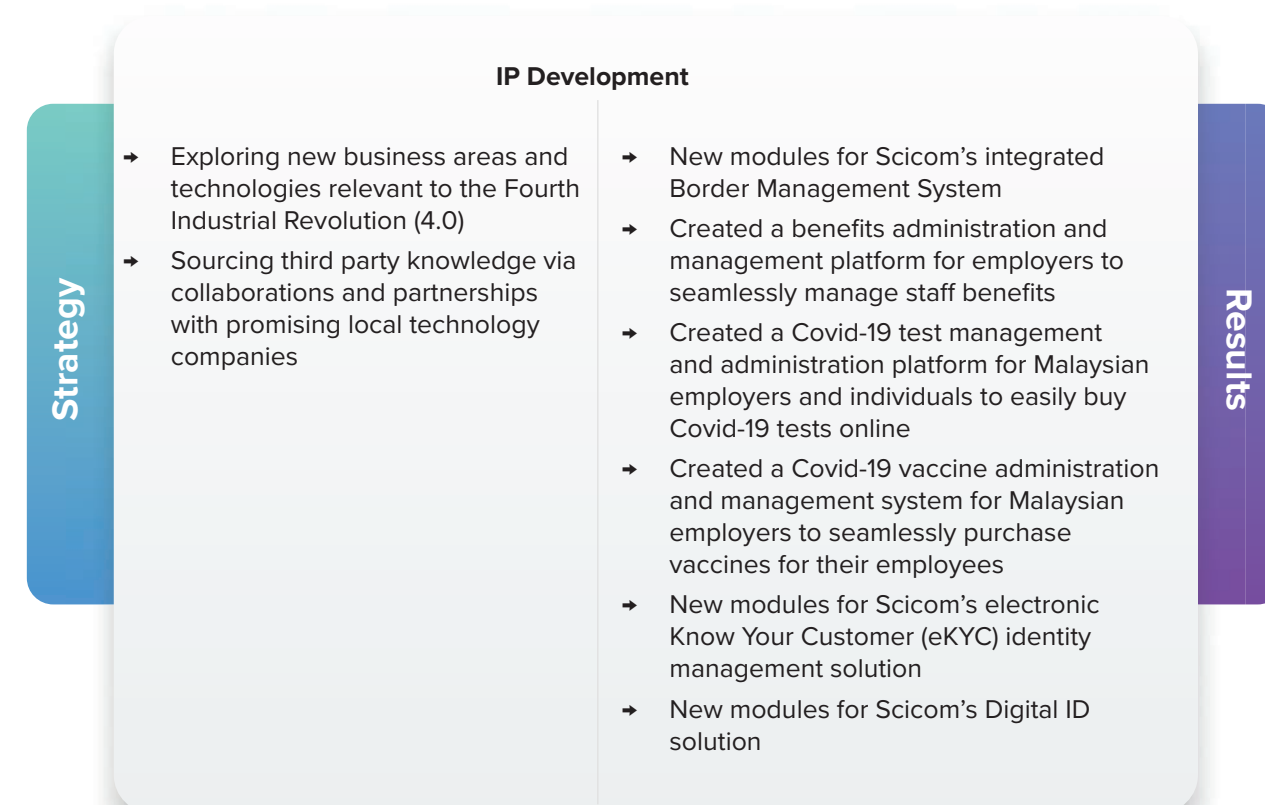 IP Development
Strategy
➔ Exploring new business areas and
technologies relevant to the Fourth
Industrial Revolution (4.0)
➔ Sourcing third party knowledge via
collaborations and partnerships
with promising local technology
companies
➔ New modules for Scicom’s integrated
Border Management System
➔ Created a benefits administration and
management platform for employers to
seamlessly manage staff benefits
➔ Created a Covid-19 test management
and administration platform for Malaysian
employers and individuals to easily buy
Covid-19 tests online
➔ Created a Covid-19 vaccine administration
and management system for Malaysian
employers to seamlessly purchase
vaccines for their employees
➔ New modules for Scicom’s electronic
Know Your Customer (eKYC) identity
management solution
➔ New modules for Scicom’s Digital ID
solution
Results